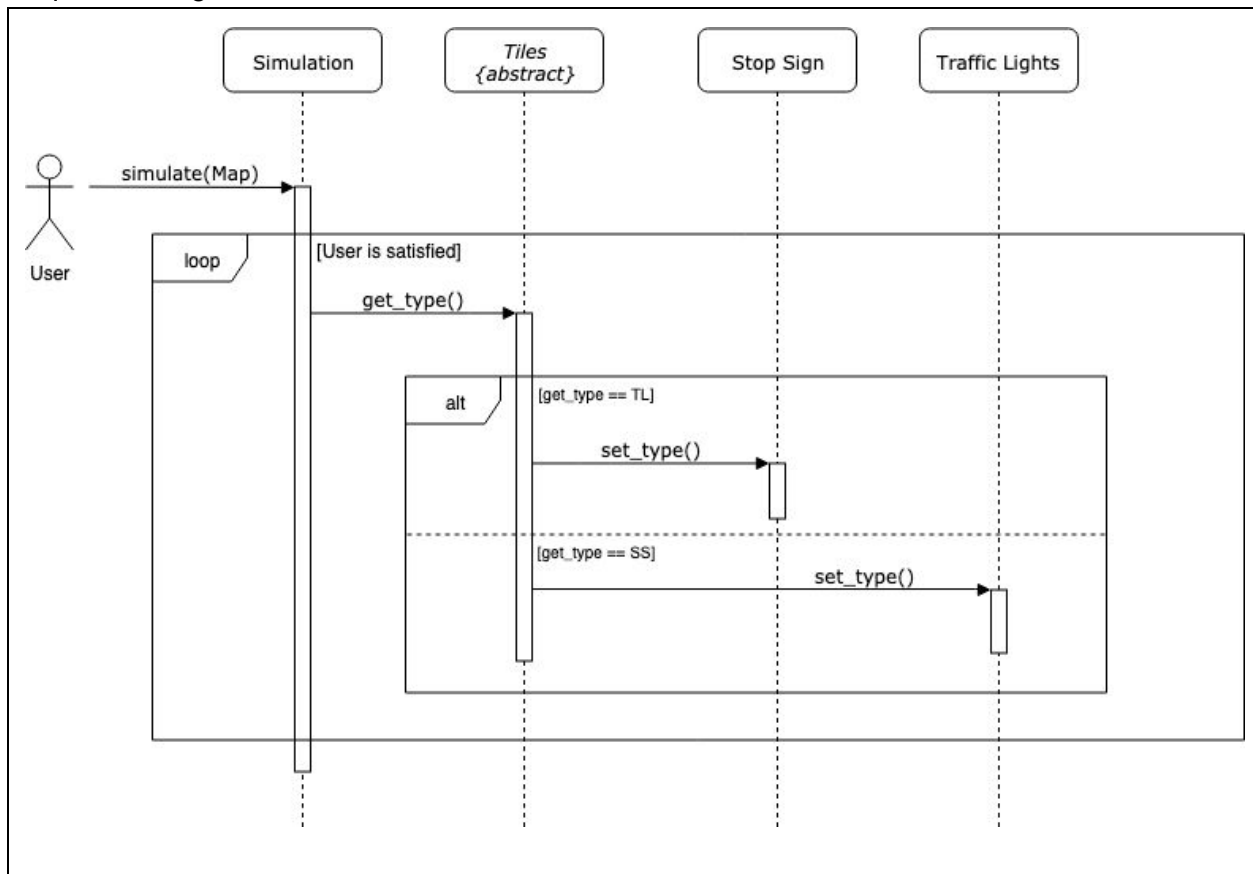 Simulation
Tiles
{abstract}
Stop Sign
Traffic Lights
simulate(Map)
User
loop
[User is satisfied]
get_type()
alt
[get_type == TL]
set_type()
[get_type == SS]
set_type()